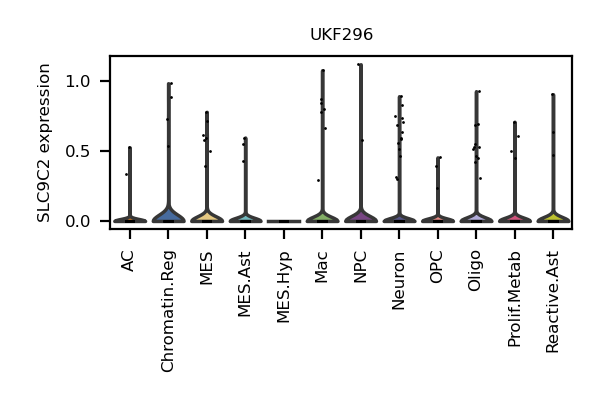 UKF296
SLC9C2 expression
1.0
0.5
0.0
AC
Chromatin.Reg
MES
MES.Ast
MES.Hyp
Mac
NPC
Neuron
OPC
Oligo
Prolif.Metab
Reactive.Ast